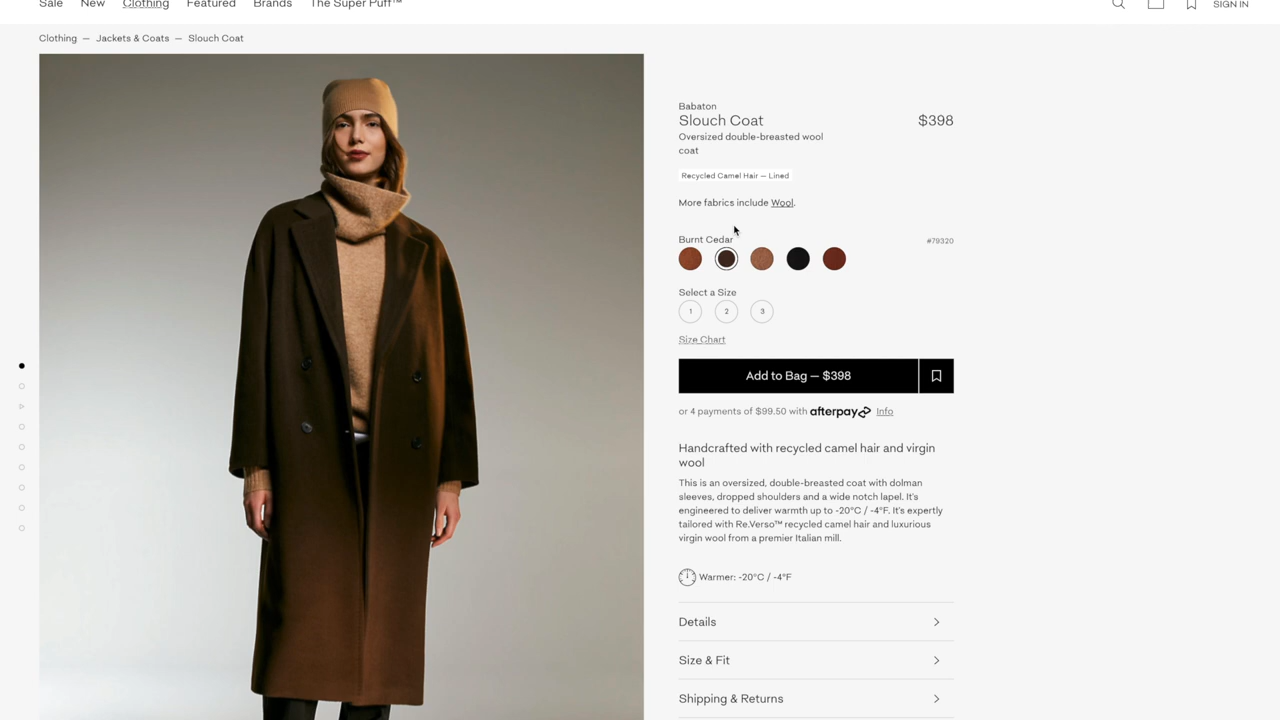 Sale New Clothing Featured Brands The Super Puff™
SIGN IN
Clothing — Jackets & Coats — Slouch Coat
Babaton
Slouch Coat $398
Oversized double-breasted wool
coat
Recycled Camel Hair — Lined
More fabrics include Wool.
Burnt Cedar #79320
Select a Size
1 2 3
Size Chart
Add to Bag — $398
or 4 payments of $99.50 with afterpay Info
Handcrafted with recycled camel hair and virgin
wool
This is an oversized, double-breasted coat with dolman
sleeves, dropped shoulders and a wide notch lapel. It's
engineered to deliver warmth up to -20°C / -4°F. It's expertly
tailored with Re.Verso™ recycled camel hair and luxurious
virgin wool from a premier Italian mill.
Warmer: -20°C / -4°F
Details
Size & Fit
Shipping & Returns